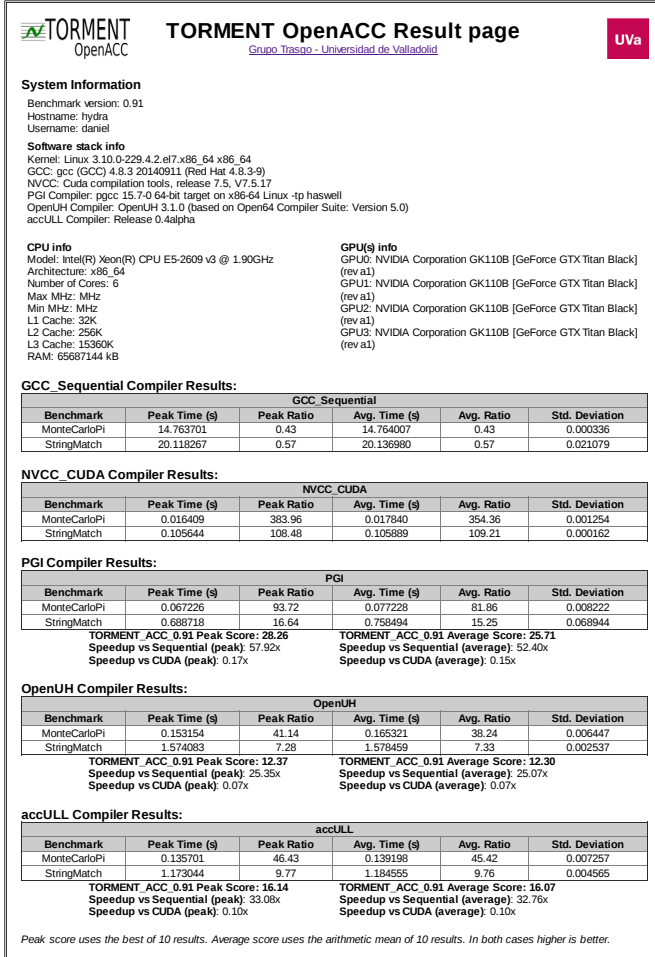 TORMENT
OpenACC
TORMENT OpenACC Result page
Grupo Trasgo - Universidad de Valladolid
UVa
System Information
Benchmark version: 0.91
Hostname: hydra
Username: daniel
Software stack info
Kernel: Linux 3.10.0-229.4.2.el7.x86_64 x86_64
GCC: gcc (GCC) 4.8.3 20140911 (Red Hat 4.8.3-9)
NVCC: Cuda compilation tools, release 7.5, V7.5.17
PGI Compiler: pgcc 15.7-0 64-bit target on x86-64 Linux -tp haswell
OpenUH Compiler: OpenUH 3.1.0 (based on Open64 Compiler Suite: Version 5.0)
accULL Compiler: Release 0.4alpha
CPU info
Model: Intel(R) Xeon(R) CPU E5-2609 v3 @ 1.90GHz
Architecture: x86_64
Number of Cores: 6
Max MHz: MHz
Min MHz: MHz
L1 Cache: 32K
L2 Cache: 256K
L3 Cache: 15360K
RAM: 65687144 kB
GPU(s) info
GPU0: NVIDIA Corporation GK110B [GeForce GTX Titan Black]
(rev a1)
GPU1: NVIDIA Corporation GK110B [GeForce GTX Titan Black]
(rev a1)
GPU2: NVIDIA Corporation GK110B [GeForce GTX Titan Black]
(rev a1)
GPU3: NVIDIA Corporation GK110B [GeForce GTX Titan Black]
(rev a1)
GCC_Sequential Compiler Results:
GCC_Sequential
Benchmark Peak Time (s) Peak Ratio Avg. Time (s) Avg. Ratio Std. Deviation
MonteCarloPi 14.763701 0.43 14.764007 0.43 0.000336
StringMatch 20.118267 0.57 20.136980 0.57 0.021079
NVCC_CUDA Compiler Results:
NVCC_CUDA
Benchmark Peak Time (s) Peak Ratio Avg. Time (s) Avg. Ratio Std. Deviation
MonteCarloPi 0.016409 383.96 0.017840 354.36 0.001254
StringMatch 0.105644 108.48 0.105889 109.21 0.000162
PGI Compiler Results:
PGI
Benchmark Peak Time (s) Peak Ratio Avg. Time (s) Avg. Ratio Std. Deviation
MonteCarloPi 0.067226 93.72 0.077228 81.86 0.008222
StringMatch 0.688718 16.64 0.758494 15.25 0.068944
TORMENT_ACC_0.91 Peak Score: 28.26 TORMENT_ACC_0.91 Average Score: 25.71
Speedup vs Sequential (peak): 57.92x Speedup vs Sequential (average): 52.40x
Speedup vs CUDA (peak): 0.17x Speedup vs CUDA (average): 0.15x
OpenUH Compiler Results:
OpenUH
Benchmark Peak Time (s) Peak Ratio Avg. Time (s) Avg. Ratio Std. Deviation
MonteCarloPi 0.153154 41.14 0.165321 38.24 0.006447
StringMatch 1.574083 7.28 1.578459 7.33 0.002537
TORMENT_ACC_0.91 Peak Score: 12.37 TORMENT_ACC_0.91 Average Score: 12.30
Speedup vs Sequential (peak): 25.35x Speedup vs Sequential (average): 25.07x
Speedup vs CUDA (peak): 0.07x Speedup vs CUDA (average): 0.07x
accULL Compiler Results:
accULL
Benchmark Peak Time (s) Peak Ratio Avg. Time (s) Avg. Ratio Std. Deviation
MonteCarloPi 0.135701 46.43 0.139198 45.42 0.007257
StringMatch 1.173044 9.77 1.184555 9.76 0.004565
TORMENT_ACC_0.91 Peak Score: 16.14 TORMENT_ACC_0.91 Average Score: 16.07
Speedup vs Sequential (peak): 33.08x Speedup vs Sequential (average): 32.76x
Speedup vs CUDA (peak): 0.10x Speedup vs CUDA (average): 0.10x
Peak score uses the best of 10 results. Average score uses the arithmetic mean of 10 results. In both cases higher is better.